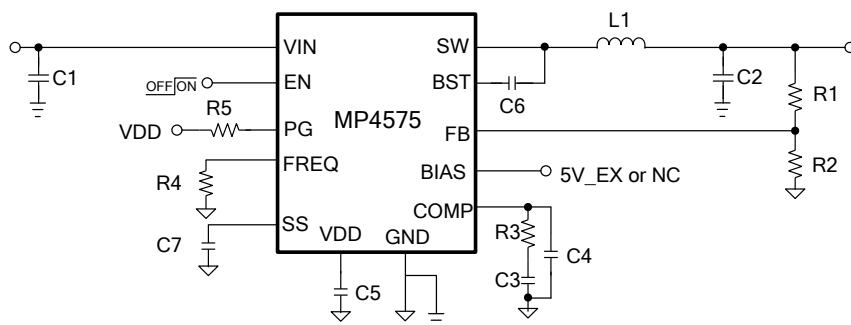 L1
VIN
SW
C1
OFF ON
EN
BST
C6
C2
R1
R5
VDD
PG
MP4575
FB
FREQ
R4
BIAS
5V_EX or NC
R2
COMP
SS
C7
VDD
GND
R3
C4
C3
C5